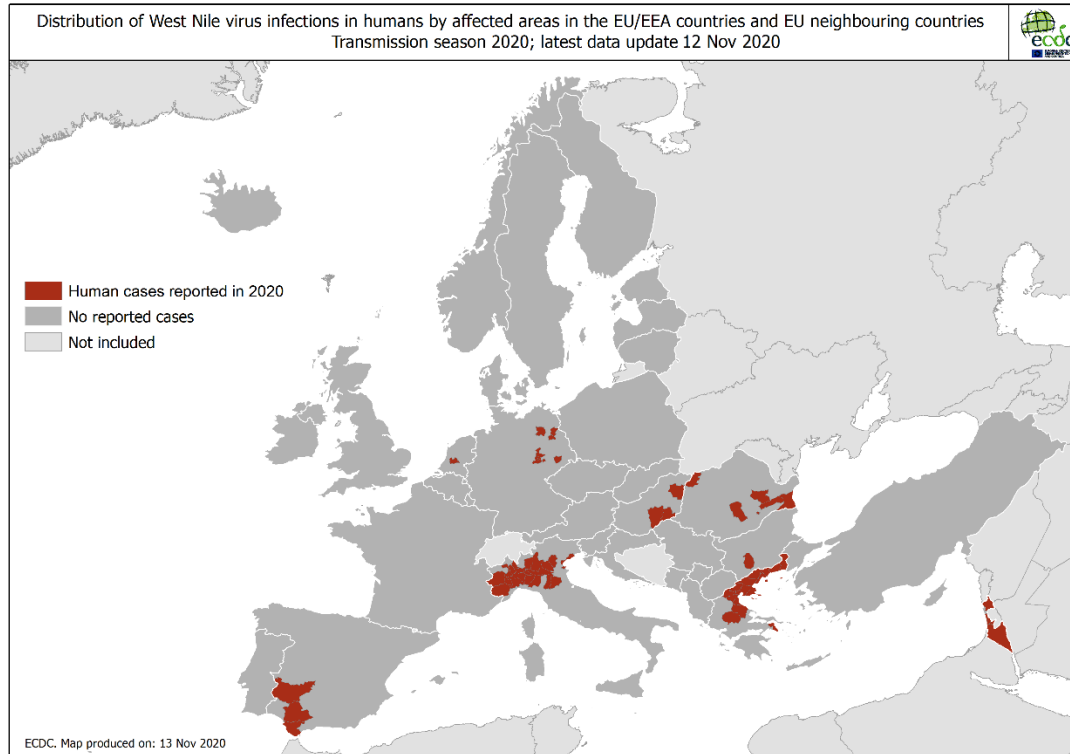 Distribution of West Nile virus infections in humans by affected areas in the EU/EEA countries and EU neighbouring countries
Transmission season 2020; latest data update 12 Nov 2020
ecdc
Human cases reported in 2020
No reported cases
Not included
ECDC. Map produced on: 13 Nov 2020